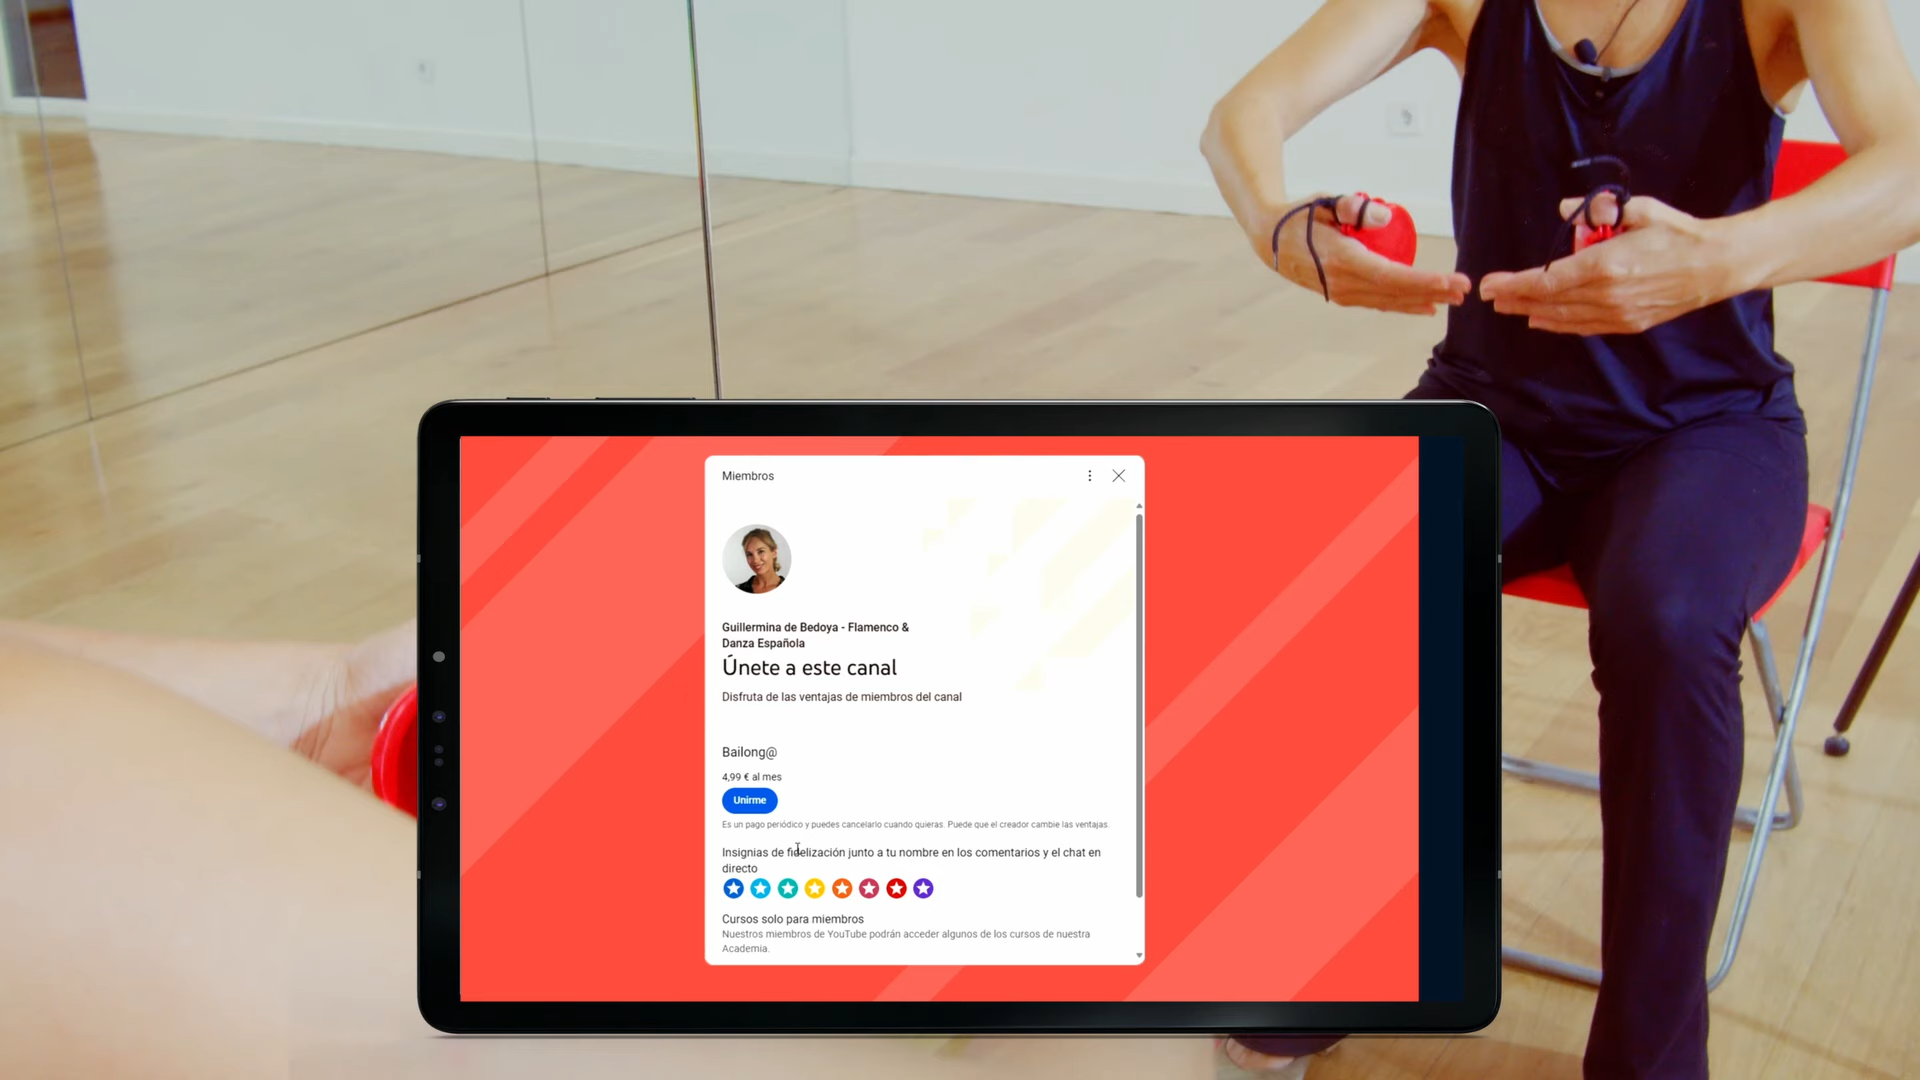 Miembros
Guillermina de Bedoya - Flamenco &
Danza Española
Únete a este canal
Disfruta de las ventajas de miembros del canal
Bailong@
4,99 € al mes
Unirme
Es un pago periódico y puedes cancelarlo cuando quieras. Puede que el creador cambie las ventajas.
Insignias de fidelización junto a tu nombre en los comentarios y el chat en
directo
Cursos solo para miembros
Nuestros miembros de YouTube podrán acceder algunos de los cursos de nuestra
Academia.